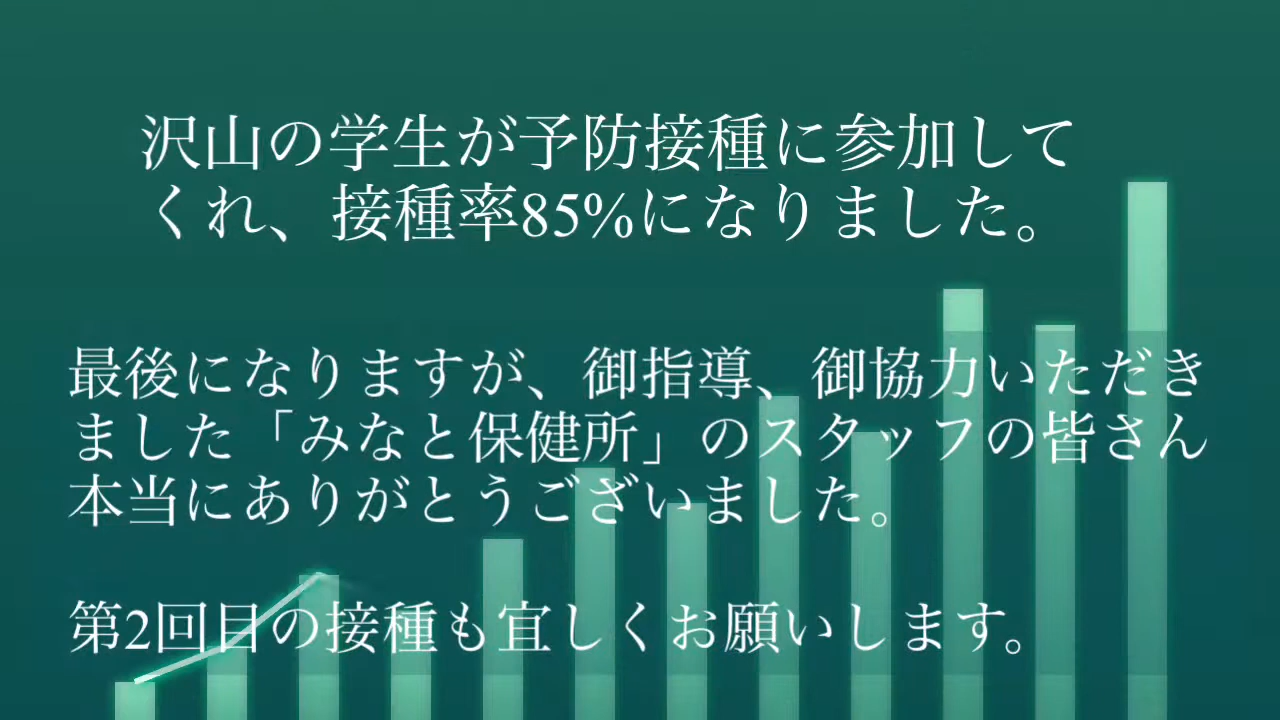 沢山の学生が予防接種に参加して
くれ、接種率85%になりました。
最後になりますが、御指導、御協力いただき
ました「みなと保健所」のスタッフの皆さん
本当にありがとうございました。
第2回目の接種も宜しくお願いします。